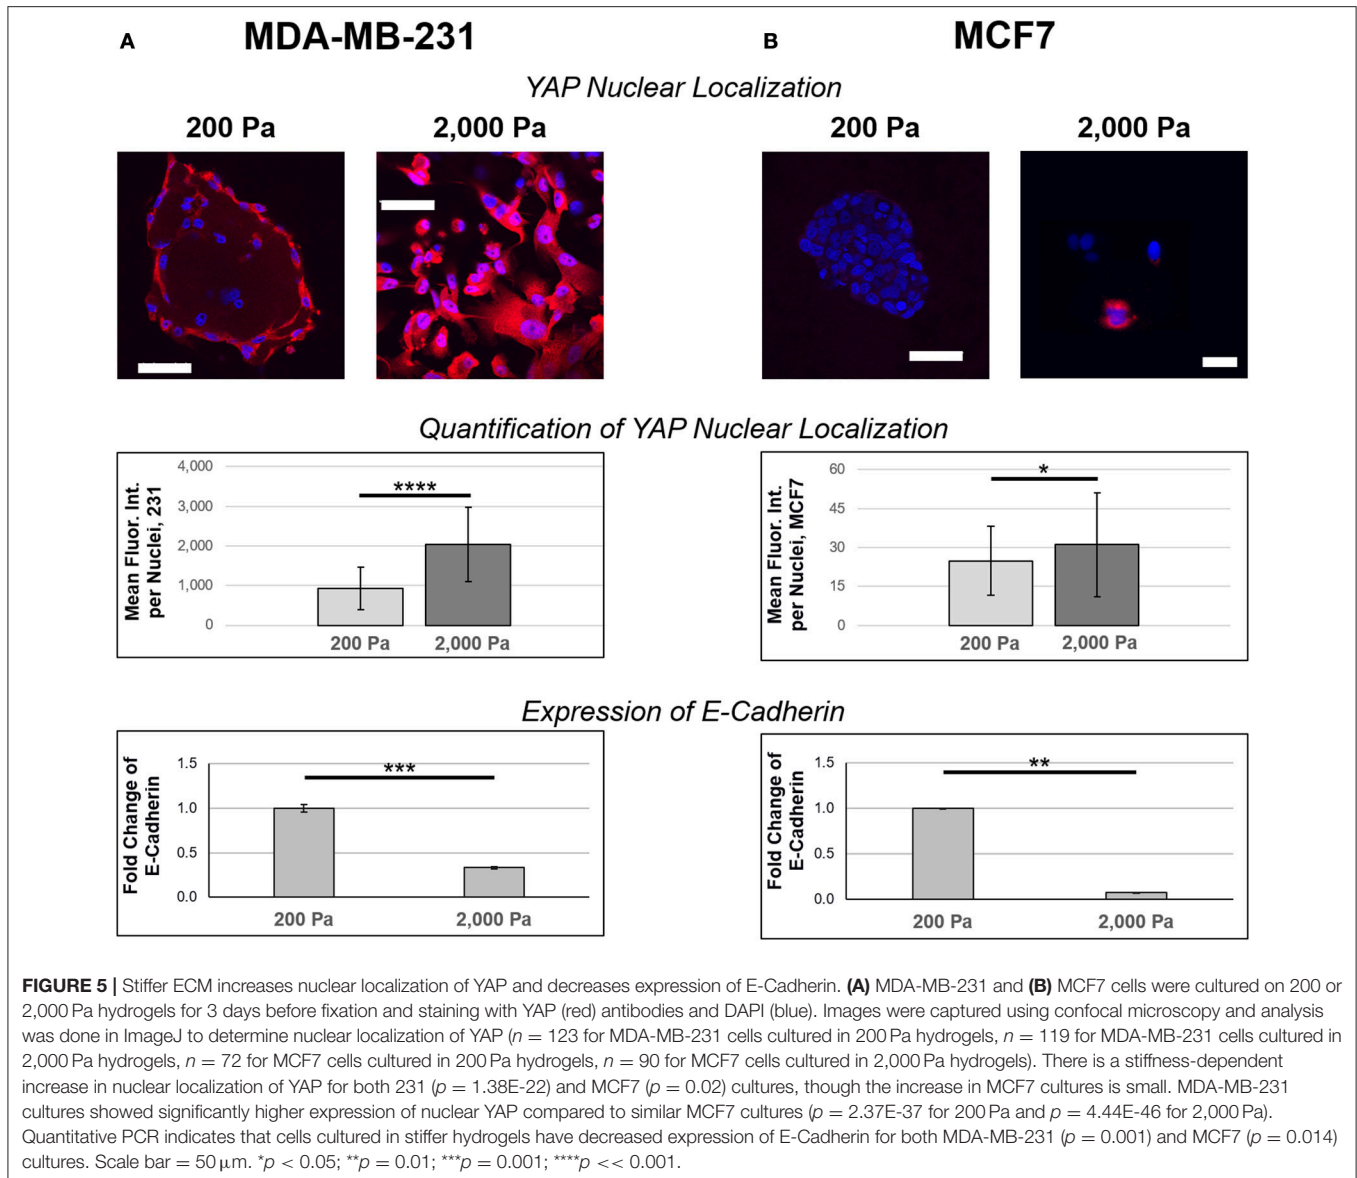 A MDA-MB-231
B MCF7
YAP Nuclear Localization
200 Pa 2,000 Pa
200 Pa 2,000 Pa
Quantification of YAP Nuclear Localization
Mean Fluor. Int.
per Nuclei, 231
4,000
3,000
2,000
1,000
0
****
200 Pa 2,000 Pa
Mean Fluor. Int.
per Nuclei, MCF7
60
45
30
15
0
*
200 Pa 2,000 Pa
Expression of E-Cadherin
Fold Change of
E-Cadherin
1.5
1.0
0.5
0.0
***
200 Pa 2,000 Pa
Fold Change of
E-Cadherin
1.5
1.0
0.5
0.0
**
200 Pa 2,000 Pa
FIGURE 5 | Stiffer ECM increases nuclear localization of YAP and decreases expression of E-Cadherin. (A) MDA-MB-231 and (B) MCF7 cells were cultured on 200 or
2,000 Pa hydrogels for 3 days before fixation and staining with YAP (red) antibodies and DAPI (blue). Images were captured using confocal microscopy and analysis
was done in ImageJ to determine nuclear localization of YAP (n = 123 for MDA-MB-231 cells cultured in 200 Pa hydrogels, n = 119 for MDA-MB-231 cells cultured in
2,000 Pa hydrogels, n = 72 for MCF7 cells cultured in 200 Pa hydrogels, n = 90 for MCF7 cells cultured in 2,000 Pa hydrogels). There is a stiffness-dependent
increase in nuclear localization of YAP for both 231 (p = 1.38E-22) and MCF7 (p = 0.02) cultures, though the increase in MCF7 cultures is small. MDA-MB-231
cultures showed significantly higher expression of nuclear YAP compared to similar MCF7 cultures (p = 2.37E-37 for 200 Pa and p = 4.44E-46 for 2,000 Pa).
Quantitative PCR indicates that cells cultured in stiffer hydrogels have decreased expression of E-Cadherin for both MDA-MB-231 (p = 0.001) and MCF7 (p = 0.014)
cultures. Scale bar = 50 μm. *p < 0.05; **p = 0.01; ***p = 0.001; ****p << 0.001.